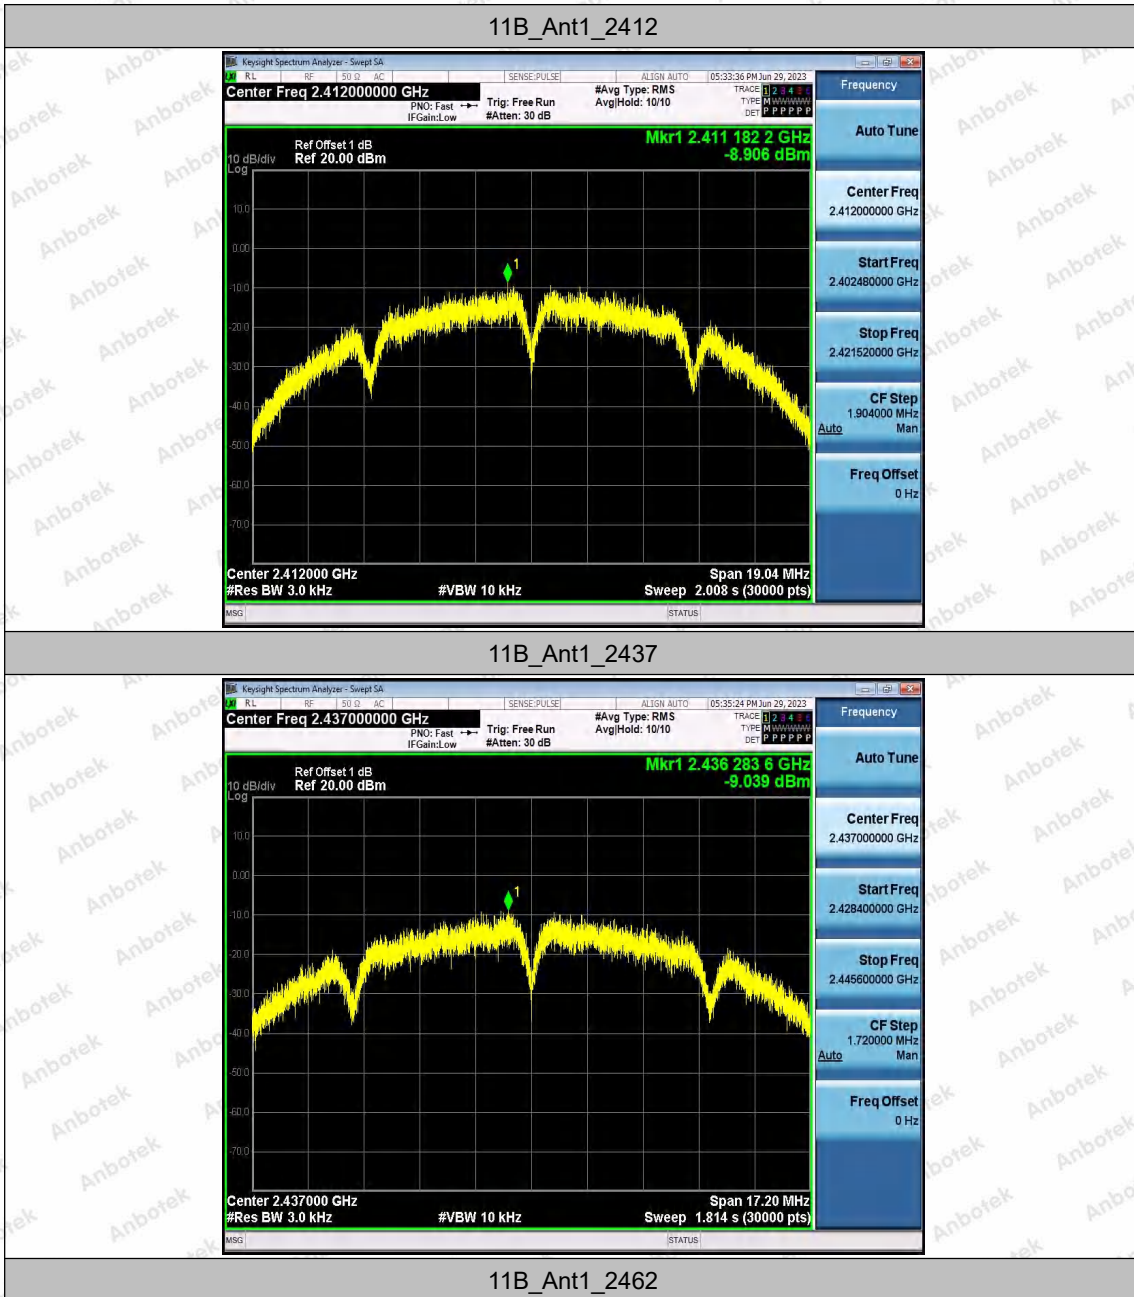 11B_Ant1_2412
Keysight Spectrum Analyzer - Swept SA
RL RF 50 Ω AC SENSE:PULSE ALIGN AUTO 05:33:36 PM Jun 29, 2023
Center Freq 2.412000000 GHz
PNO: Fast
IFGain:Low
Trig: Free Run
#Atten: 30 dB
#Avg Type: RMS
Avg|Hold: 10/10
TRACE 1 2 3 4 5 6
TYPE M W W W W W
DET P P P P P P
Frequency
Mkr1 2.411 182 2 GHz
-8.906 dBm
Ref Offset 1 dB
10 dB/div Ref 20.00 dBm
Log
10.0
0.00
-10.0
-20.0
-30.0
-40.0
-50.0
-60.0
-70.0
1
Auto Tune
Center Freq
2.412000000 GHz
Start Freq
2.402480000 GHz
Stop Freq
2.421520000 GHz
CF Step
1.904000 MHz
Auto Man
Freq Offset
0 Hz
Center 2.412000 GHz Span 19.04 MHz
#Res BW 3.0 kHz #VBW 10 kHz Sweep 2.008 s (30000 pts)
MSG STATUS
11B_Ant1_2437
Keysight Spectrum Analyzer - Swept SA
RL RF 50 Ω AC SENSE:PULSE ALIGN AUTO 05:35:24 PM Jun 29, 2023
Center Freq 2.437000000 GHz
PNO: Fast
IFGain:Low
Trig: Free Run
#Atten: 30 dB
#Avg Type: RMS
Avg|Hold: 10/10
TRACE 1 2 3 4 5 6
TYPE M W W W W W
DET P P P P P P
Frequency
Mkr1 2.436 283 6 GHz
-9.039 dBm
Ref Offset 1 dB
10 dB/div Ref 20.00 dBm
Log
10.0
0.00
-10.0
-20.0
-30.0
-40.0
-50.0
-60.0
-70.0
1
Auto Tune
Center Freq
2.437000000 GHz
Start Freq
2.428400000 GHz
Stop Freq
2.445600000 GHz
CF Step
1.720000 MHz
Auto Man
Freq Offset
0 Hz
Center 2.437000 GHz Span 17.20 MHz
#Res BW 3.0 kHz #VBW 10 kHz Sweep 1.814 s (30000 pts)
MSG STATUS
11B_Ant1_2462